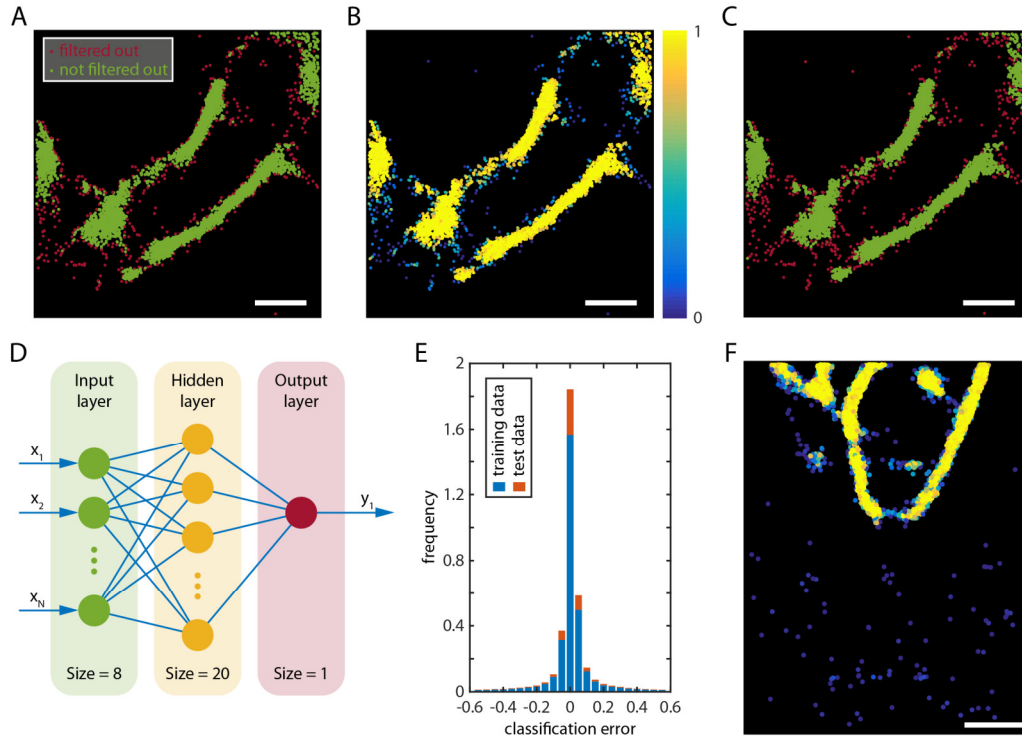 A
filtered out
not filtered out
B
1
0
C
D
Input layer
Hidden layer
Output layer
x1
x2
xN
y1
Size = 8
Size = 20
Size = 1
E
frequency
2
1.6
1.2
0.8
0.4
0
training data
test data
-0.6 -0.4 -0.2 0 0.2 0.4 0.6
classification error
F